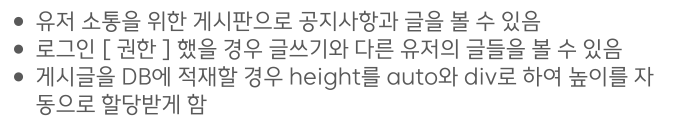 • 유저 소통을 위한 게시판으로 공지사항과 글을 볼 수 있음
• 로그인 [ 권한 ] 했을 경우 글쓰기와 다른 유저의 글들을 볼 수 있음
• 게시글을 DB에 적재할 경우 height를 auto와 div로 하여 높이를 자
동으로 할당받게 함